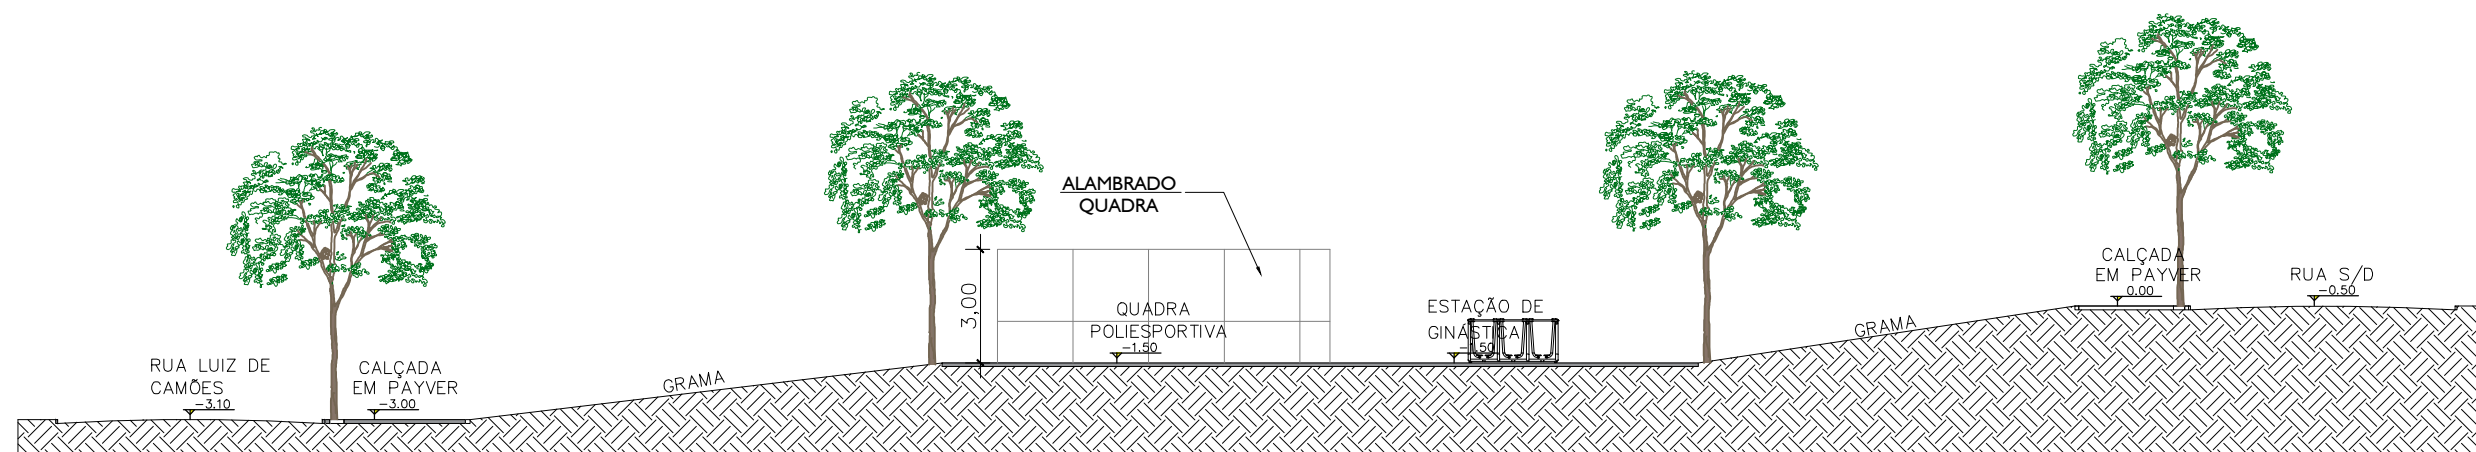 RUA LUIZ DE
CAMÕES
-3.10
CALÇADA
EM PAYVER
-3.00
GRAMA
3,00
ALAMBRADO
QUADRA
QUADRA
POLIESPORTIVA
-1.50
ESTAÇÃO DE
GINÁSTICA
-1.50
GRAMA
CALÇADA
EM PAYVER
0.00
RUA S/D
-0.50